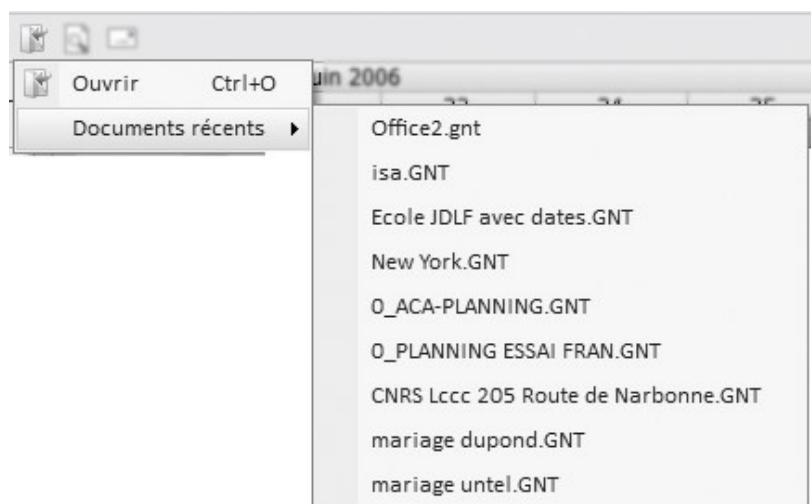 uin 2006
Ouvrir Ctrl+O
Documents récents
Office2.gnt
isa.GNT
Ecole JDLF avec dates.GNT
New York.GNT
0_ACA-PLANNING.GNT
0_PLANNING ESSAI FRAN.GNT
CNRS Lccc 205 Route de Narbonne.GNT
mariage dupond.GNT
mariage untel.GNT